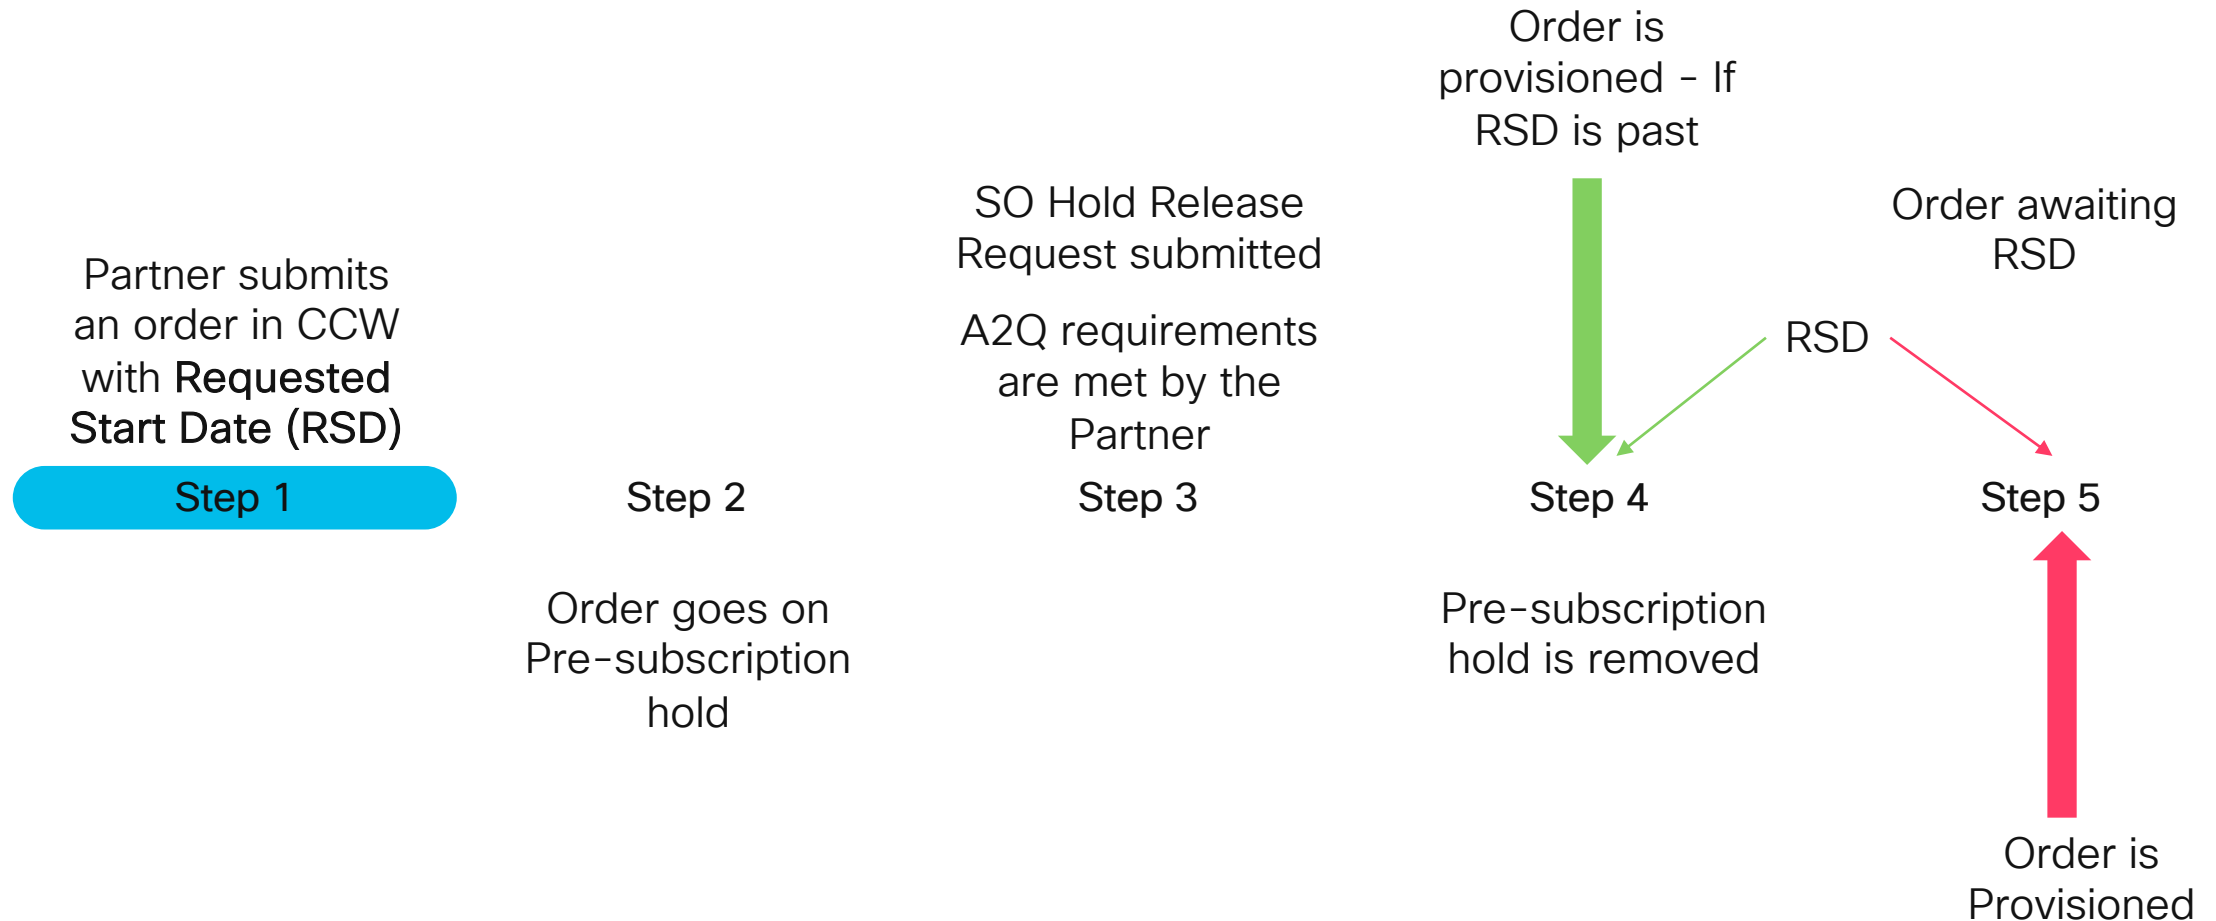 Partner submits
an order in CCW
with Requested
Start Date (RSD)
Step 1
Step 2
Order goes on
Pre-subscription
hold
SO Hold Release
Request submitted
A2Q requirements
are met by the
Partner
Step 3
Order is
provisioned - If
RSD is past
Step 4
Pre-subscription
hold is removed
RSD
Order awaiting
RSD
Step 5
Order is
Provisioned